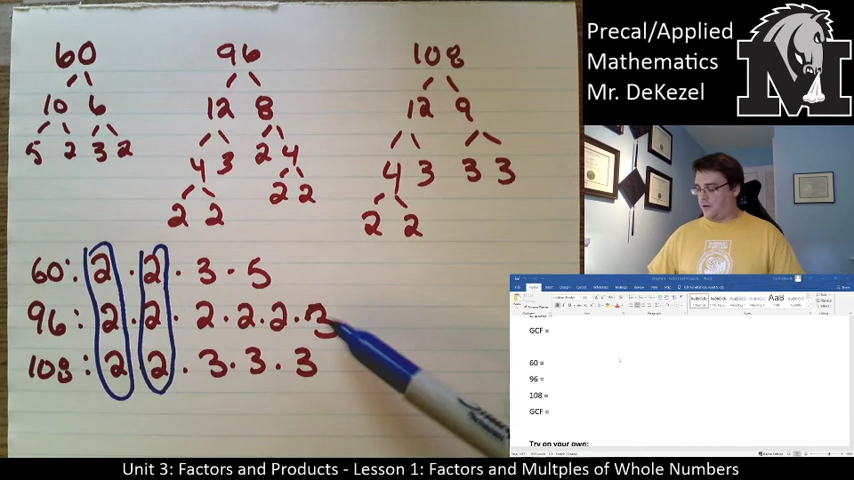 60
96
108
10 6
12 8
12 9
5 2 3 2
4 3 2 4
4 3 3 3
2 2 2 2
2 2
60: 2 · 2 · 3 · 5
96: 2 · 2 · 2 · 2 · 2 · 3
108: 2 · 2 · 3 · 3 · 3
Precal/Applied
Mathematics
Mr. DeKezel
M
GCF =
60 =
96 =
108 =
GCF =
Try on your own:
Unit 3: Factors and Products - Lesson 1: Factors and Multples of Whole Numbers